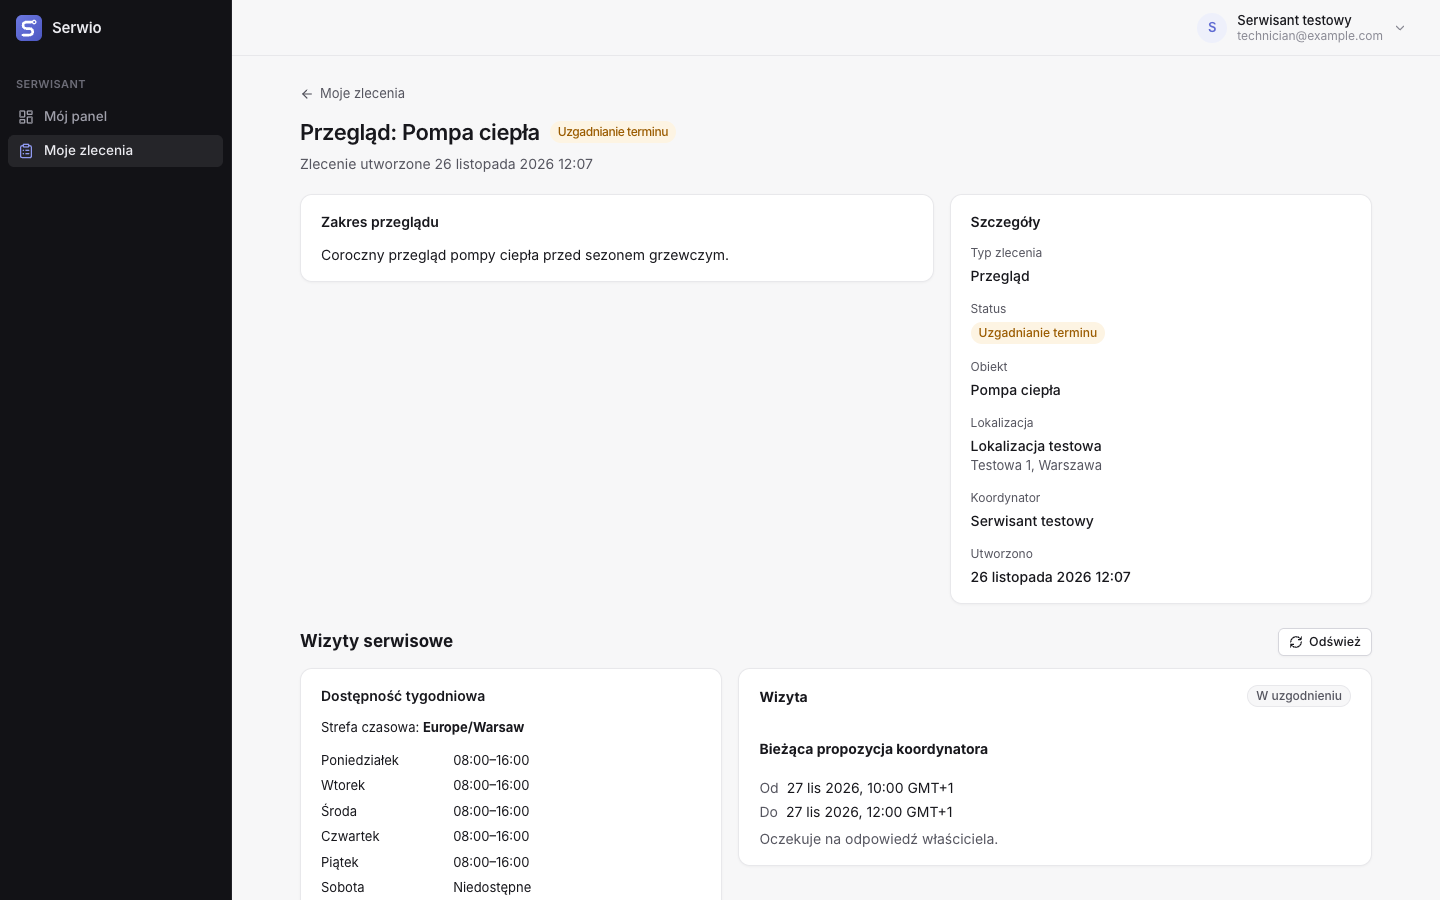 Serwio
SERWISANT
Mój panel
Moje zlecenia
S
Serwisant testowy
technician@example.com
Moje zlecenia
Przegląd: Pompa ciepła
Uzgadnianie terminu
Zlecenie utworzone 26 listopada 2026 12:07
Zakres przeglądu
Coroczny przegląd pompy ciepła przed sezonem grzewczym.
Szczegóły
Typ zlecenia
Przegląd
Status
Uzgadnianie terminu
Obiekt
Pompa ciepła
Lokalizacja
Lokalizacja testowa
Testowa 1, Warszawa
Koordynator
Serwisant testowy
Utworzono
26 listopada 2026 12:07
Wizyty serwisowe
Odśwież
Dostępność tygodniowa
Strefa czasowa: Europe/Warsaw
Poniedziałek 08:00–16:00
Wtorek 08:00–16:00
Środa 08:00–16:00
Czwartek 08:00–16:00
Piątek 08:00–16:00
Sobota Niedostępne
Wizyta
W uzgodnieniu
Bieżąca propozycja koordynatora
Od 27 lis 2026, 10:00 GMT+1
Do 27 lis 2026, 12:00 GMT+1
Oczekuje na odpowiedź właściciela.